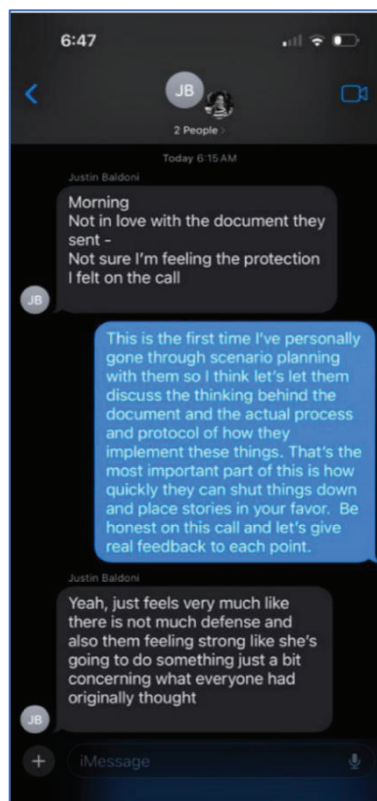 6:47
JB
2 People >
Today 6:15 AM
Justin Baldoni
Morning
Not in love with the document they
sent -
Not sure I'm feeling the protection
I felt on the call
JB
This is the first time I've personally
gone through scenario planning
with them so I think let's let them
discuss the thinking behind the
document and the actual process
and protocol of how they
implement these things. That's the
most important part of this is how
quickly they can shut things down
and place stories in your favor.  Be
honest on this call and let's give
real feedback to each point.
Justin Baldoni
Yeah, just feels very much like
there is not much defense and
also them feeling strong like she's
going to do something just a bit
concerning what everyone had
originally thought
JB
iMessage